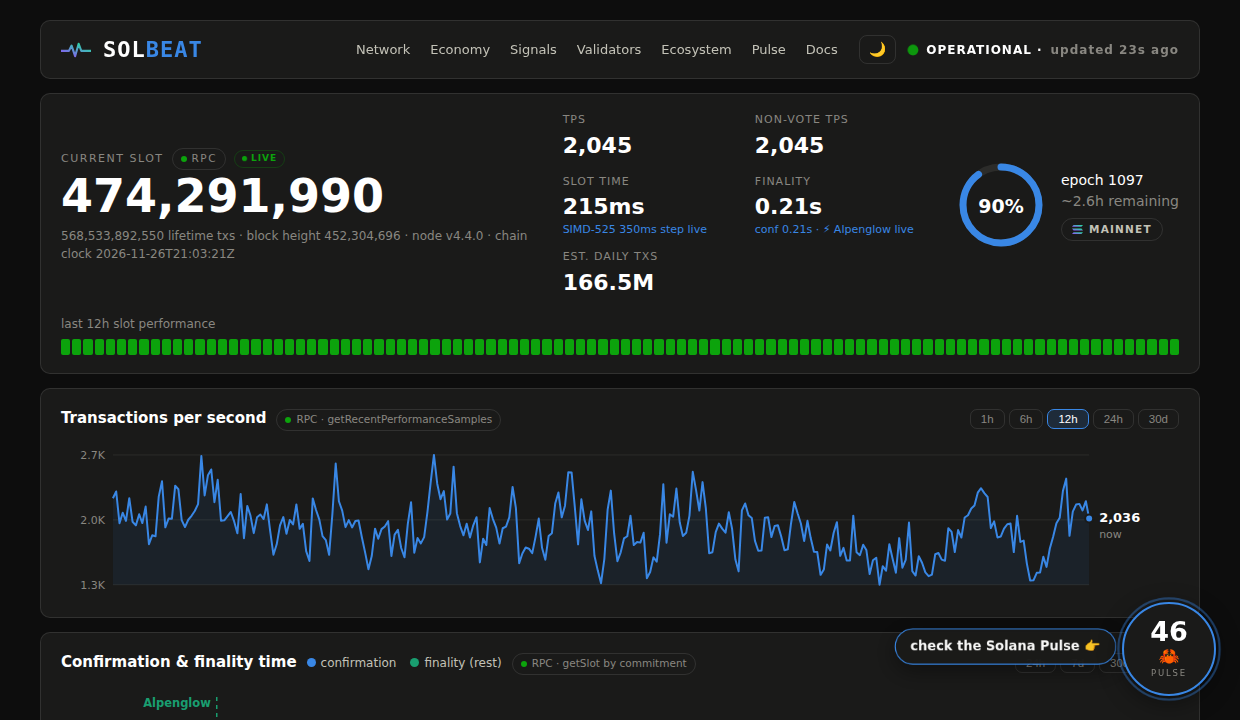 SOLBEAT
Network Economy Signals Validators Ecosystem Pulse Docs
OPERATIONAL · updated 23s ago
CURRENT SLOT RPC LIVE
474,291,990
568,533,892,550 lifetime txs · block height 452,304,696 · node v4.4.0 · chain
clock 2026-11-26T21:03:21Z
TPS
2,045
NON-VOTE TPS
2,045
SLOT TIME
215ms
SIMD-525 350ms step live
FINALITY
0.21s
conf 0.21s · ⚡ Alpenglow live
EST. DAILY TXS
166.5M
90%
epoch 1097
~2.6h remaining
MAINNET
last 12h slot performance
Transactions per second RPC · getRecentPerformanceSamples
1h 6h 12h 24h 30d
2.7K
2.0K
1.3K
2,036
now
Confirmation & finality time confirmation finality (rest) RPC · getSlot by commitment
Alpenglow
check the Solana Pulse 👉
46
PULSE